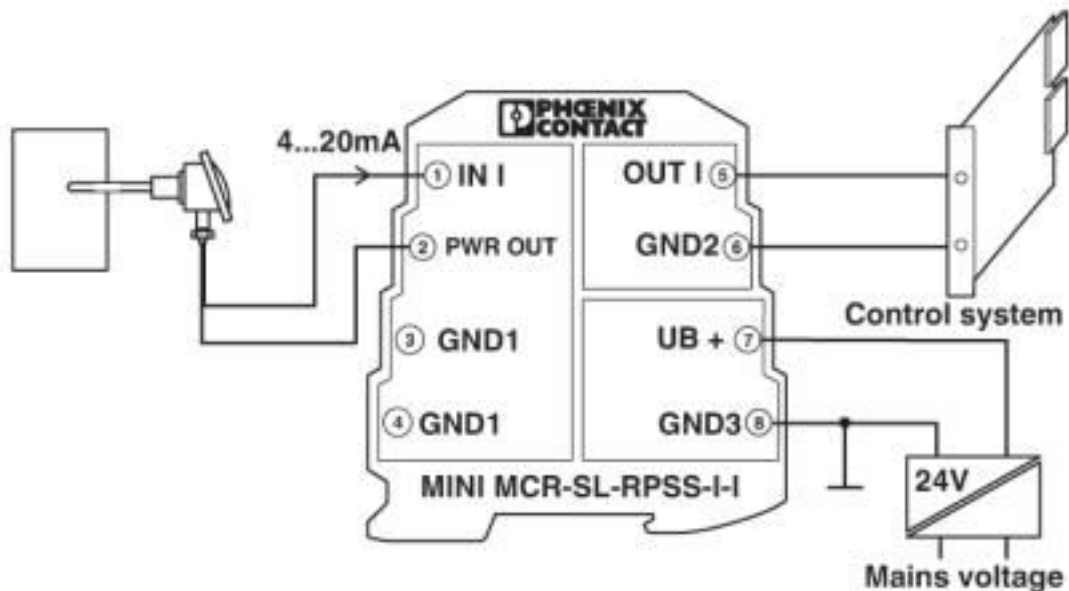 PHŒNIX
CONTACT
4...20mA
1 IN I
OUT I 5
2 PWR OUT
GND2 6
Control system
3 GND1
UB + 7
4 GND1
GND3 8
24V
MINI MCR-SL-RPSS-I-I
Mains voltage